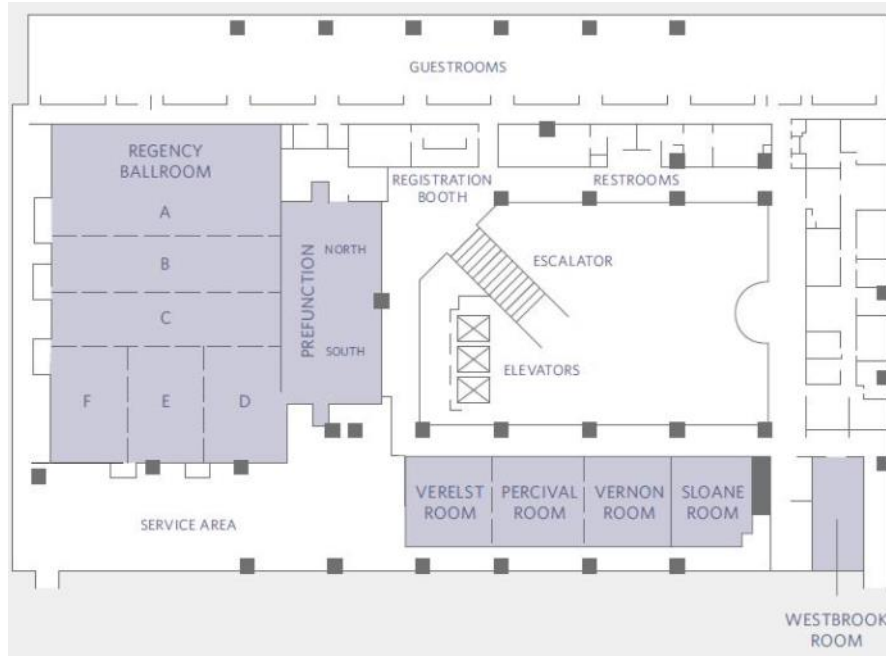 GUESTROOMS
REGENCY
BALLROOM
A
B
C
F
E
D
PREFUNCTION
NORTH
SOUTH
REGISTRATION
BOOTH
RESTROOMS
ESCALATOR
ELEVATORS
SERVICE AREA
VERELST
ROOM
PERCIVAL
ROOM
VERNON
ROOM
SLOANE
ROOM
WESTBROOK
ROOM